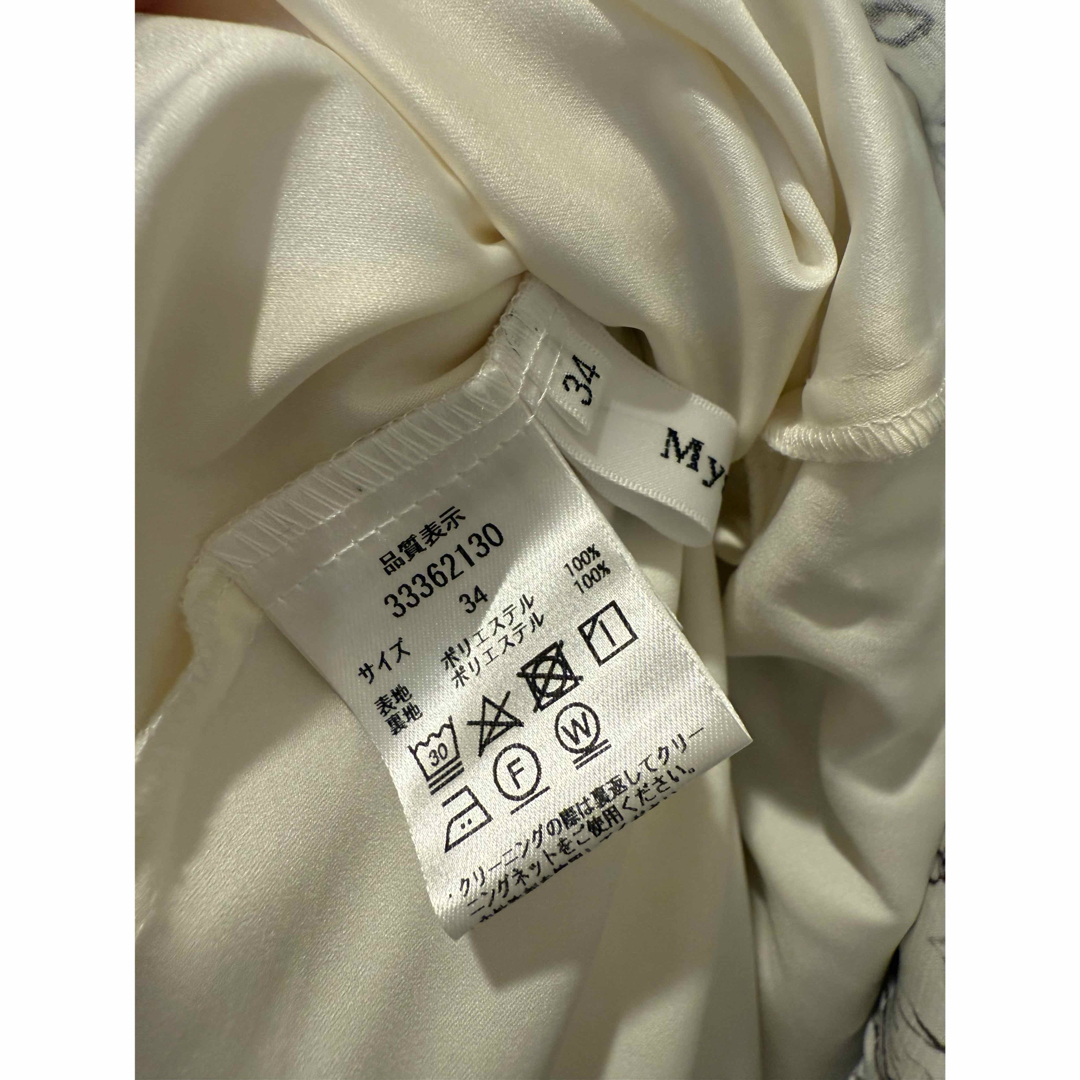 34
My
品質表示
33362130
サイズ 34
表地 ポリエステル 100%
裏地 ポリエステル 100%
30
F
W
・クリーニングの際は裏返してクリー
ニングネットをご使用ください。